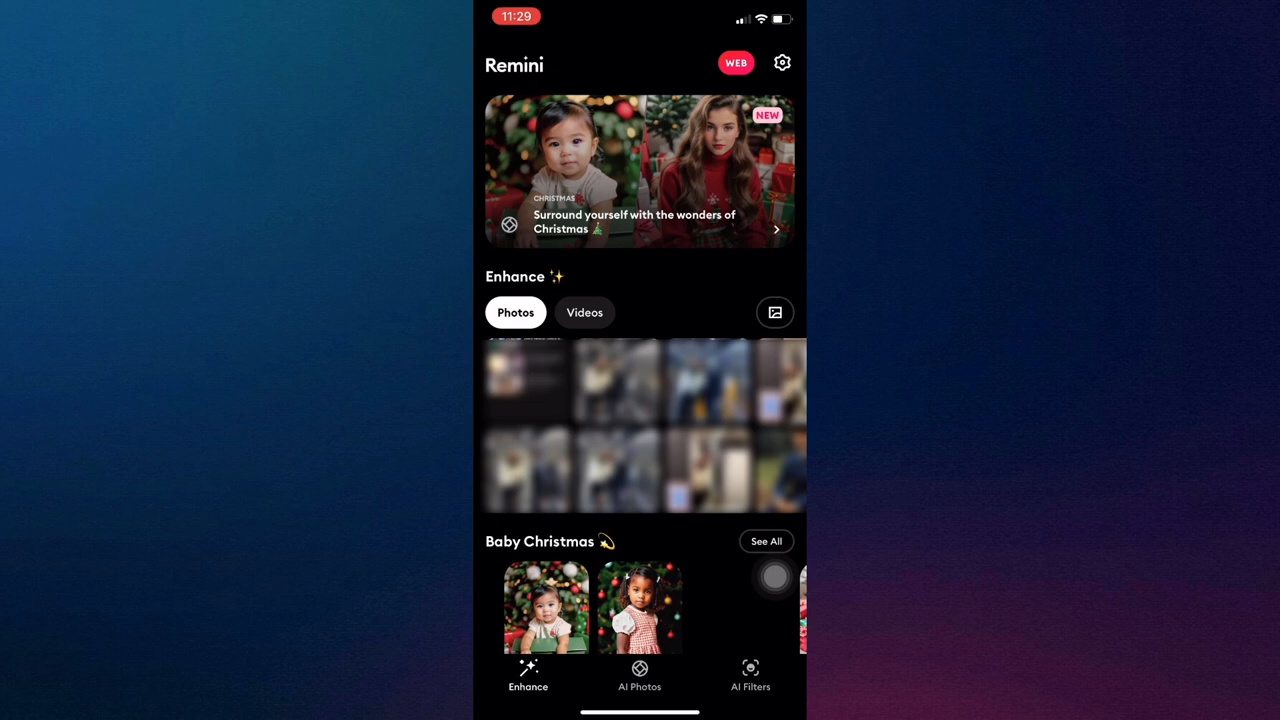 11:29
Remini
WEB
NEW
CHRISTMAS
Surround yourself with the wonders of
Christmas 🎄
Enhance ✨
Photos
Videos
Baby Christmas 💫
See All
Enhance
AI Photos
AI Filters